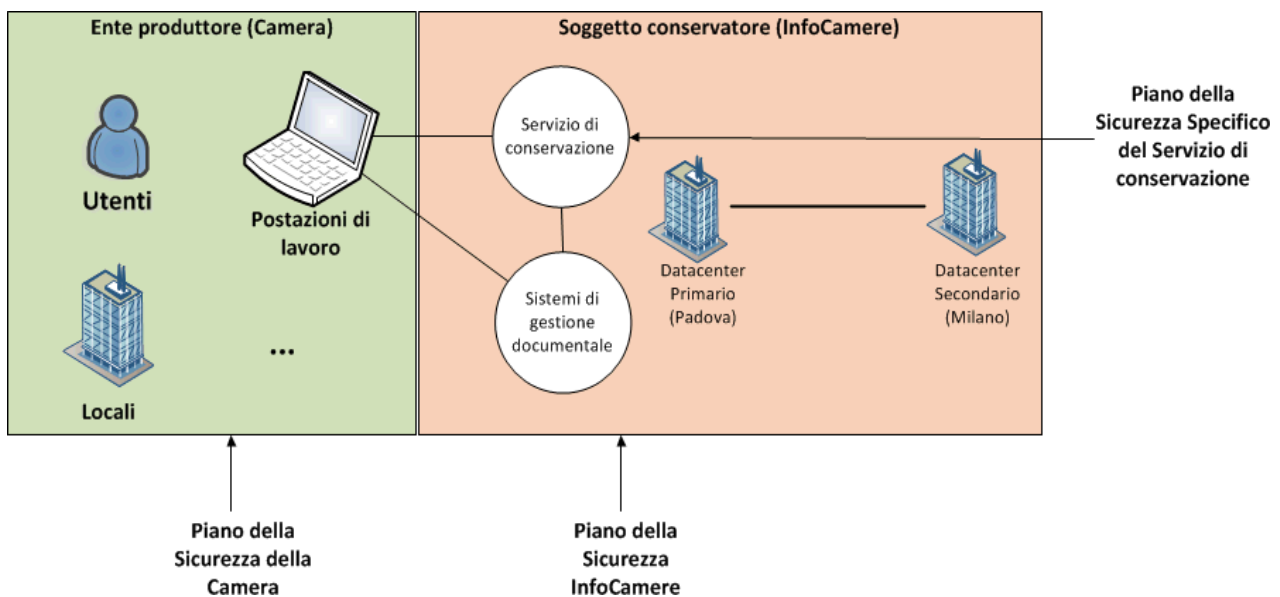 Ente produttore (Camera)
Soggetto conservatore (InfoCamere)
Utenti
Postazioni di
lavoro
Locali
...
Servizio di
conservazione
Sistemi di
gestione
documentale
Datacenter
Primario
(Padova)
Datacenter
Secondario
(Milano)
Piano della
Sicurezza Specifico
del Servizio di
conservazione
Piano della
Sicurezza della
Camera
Piano della
Sicurezza
InfoCamere